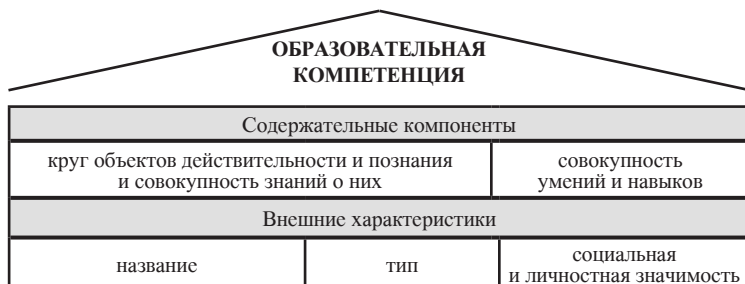 ОБРАЗОВАТЕЛЬНАЯ
КОМПЕТЕНЦИЯ
Содержательные компоненты
круг объектов действительности и познания
и совокупность знаний о них
совокупность
умений и навыков
Внешние характеристики
название
тип
социальная
и личностная значимость